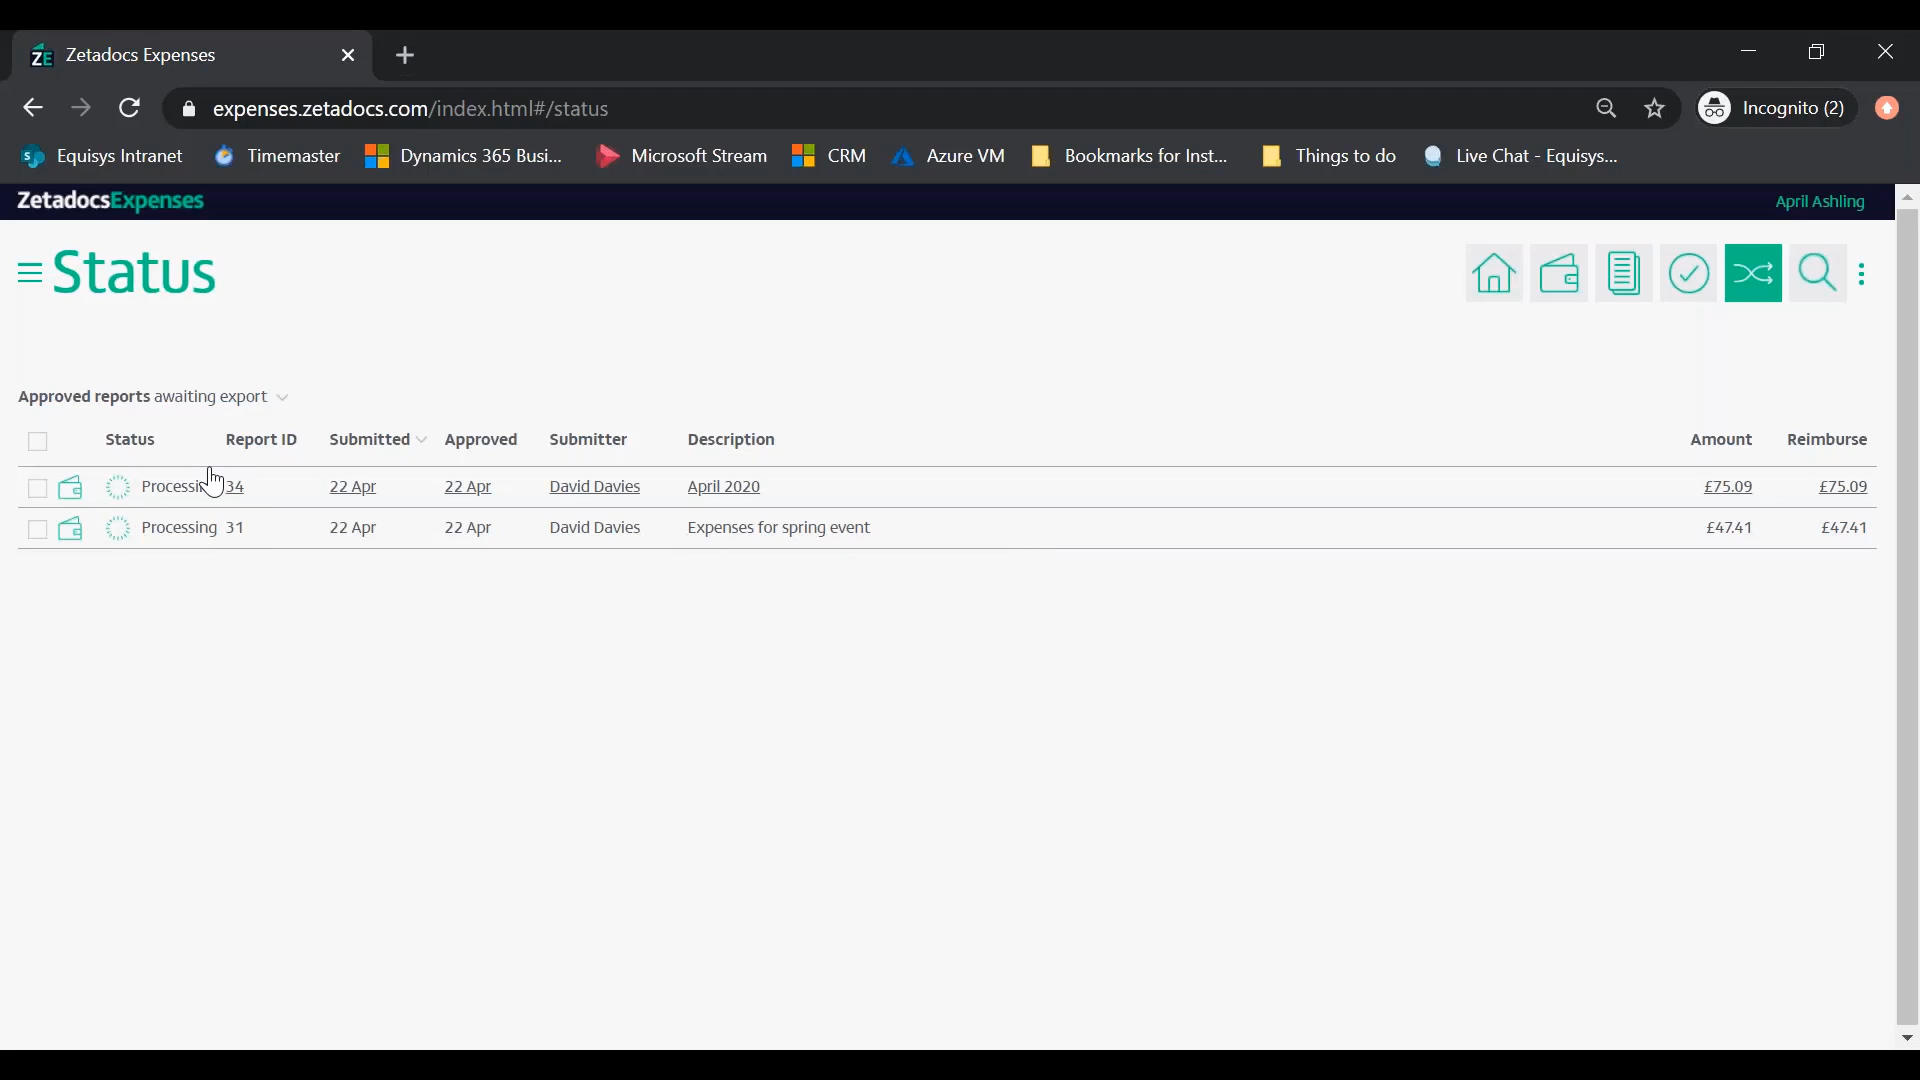 ZE Zetadocs Expenses
expenses.zetadocs.com/index.html#/status Incognito (2)
Equisys Intranet Timemaster Dynamics 365 Busi... Microsoft Stream CRM Azure VM Bookmarks for Inst... Things to do Live Chat - Equisys...
ZetadocsExpenses April Ashling
Status
Approved reports awaiting export
Status Report ID Submitted Approved Submitter Description Amount Reimburse
Processi 34 22 Apr 22 Apr David Davies April 2020 £75.09 £75.09
Processing 31 22 Apr 22 Apr David Davies Expenses for spring event £47.41 £47.41